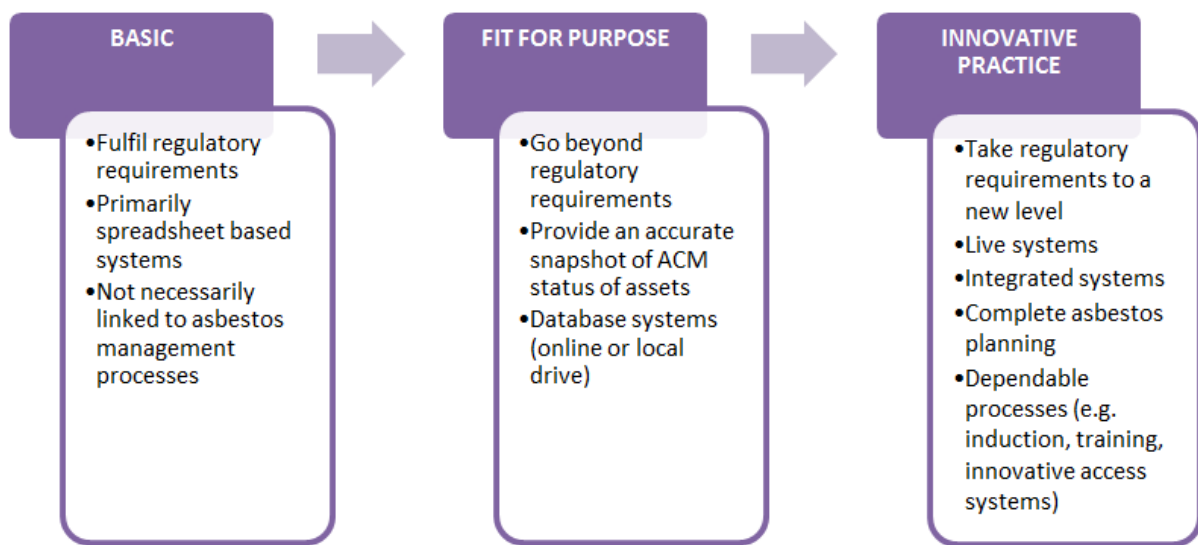 BASIC
•Fulfil regulatory
requirements
•Primarily
spreadsheet based
systems
•Not necessarily
linked to asbestos
management
processes
FIT FOR PURPOSE
•Go beyond
regulatory
requirements
•Provide an accurate
snapshot of ACM
status of assets
•Database systems
(online or local
drive)
INNOVATIVE
PRACTICE
•Take regulatory
requirements to a
new level
•Live systems
•Integrated systems
•Complete asbestos
planning
•Dependable
processes (e.g.
induction, training,
innovative access
systems)